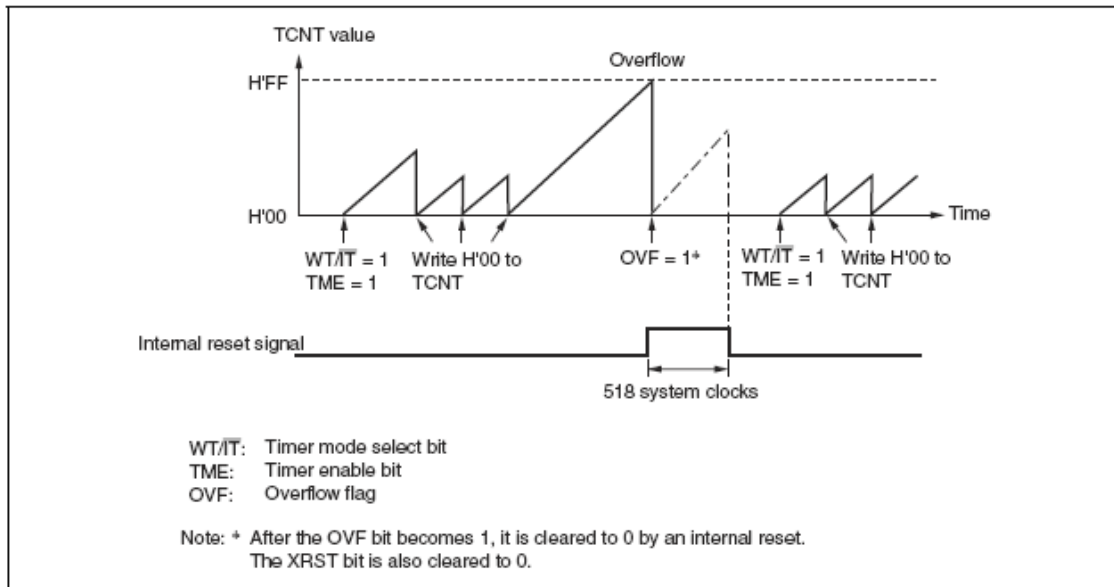 TCNT value
Overflow
H'FF
H'00
Time
WT/IT = 1
TME = 1
Write H'00 to
TCNT
OVF = 1*
WT/IT = 1
TME = 1
Write H'00 to
TCNT
Internal reset signal
518 system clocks
WT/IT: Timer mode select bit
TME: Timer enable bit
OVF: Overflow flag
Note: * After the OVF bit becomes 1, it is cleared to 0 by an internal reset.
The XRST bit is also cleared to 0.